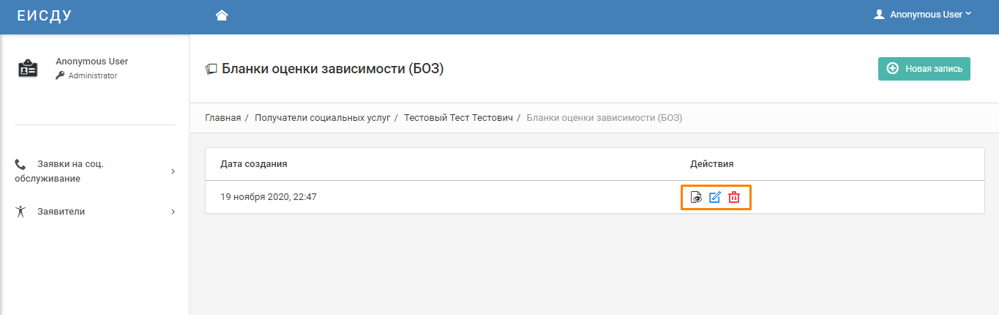 ЕИСДУ
Anonymous User
Anonymous User
Administrator
Бланки оценки зависимости (БОЗ)
Новая запись
Главная / Получатели социальных услуг / Тестовый Тест Тестович / Бланки оценки зависимости (БОЗ)
Заявки на соц.
обслуживание
Заявители
Дата создания Действия
19 ноября 2020, 22:47